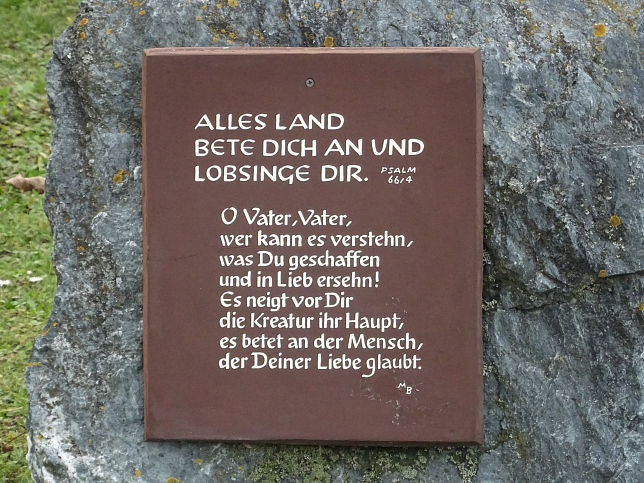 ALLES LAND
BETE DICH AN UND
LOBSINGE DIR. PSALM 66/4
O Vater, Vater,
wer kann es verstehn,
was Du geschaffen
und in Lieb ersehn!
Es neigt vor Dir
die Kreatur ihr Haupt,
es betet an der Mensch,
der Deiner Liebe glaubt.
MB